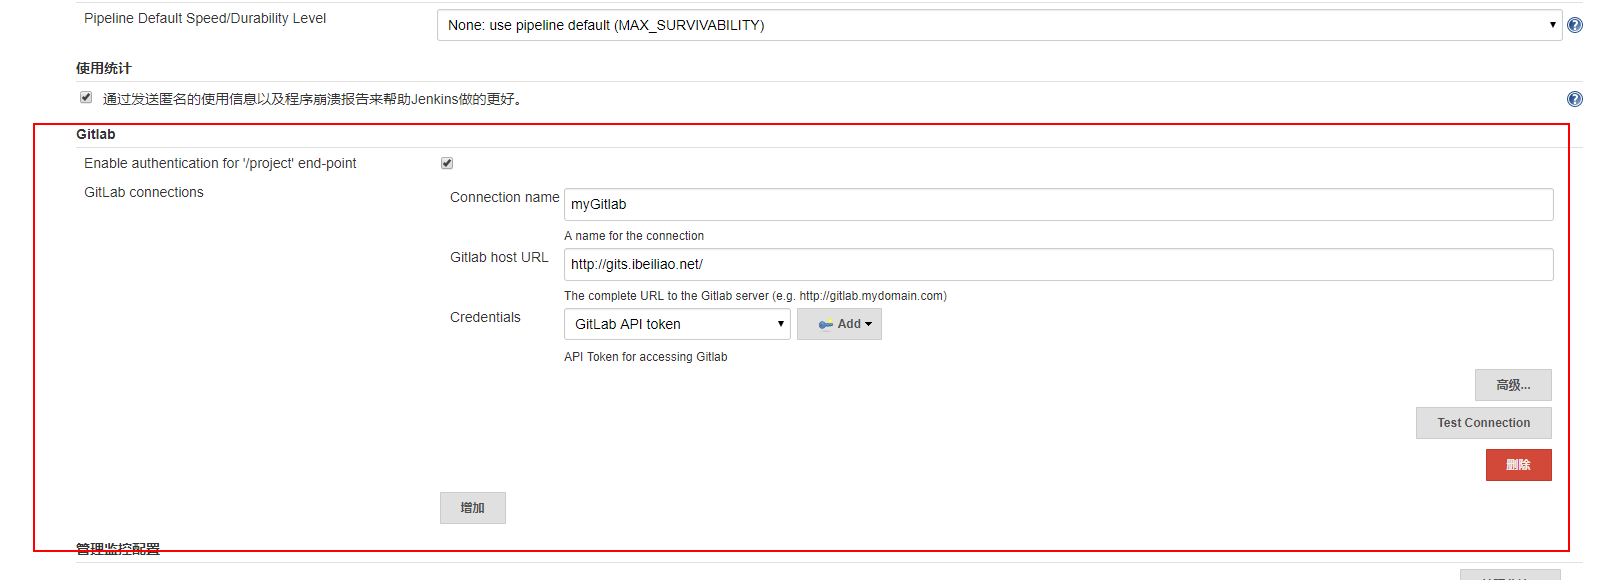 Pipeline Default Speed/Durability Level
None: use pipeline default (MAX_SURVIVABILITY)
使用统计
通过发送匿名的使用信息以及程序崩溃报告来帮助Jenkins做的更好。
Gitlab
Enable authentication for '/project' end-point
GitLab connections
Connection name
myGitlab
A name for the connection
Gitlab host URL
http://gits.ibeiliao.net/
The complete URL to the Gitlab server (e.g. http://gitlab.mydomain.com)
Credentials
GitLab API token
Add
API Token for accessing Gitlab
高级...
Test Connection
删除
增加
管理监控配置